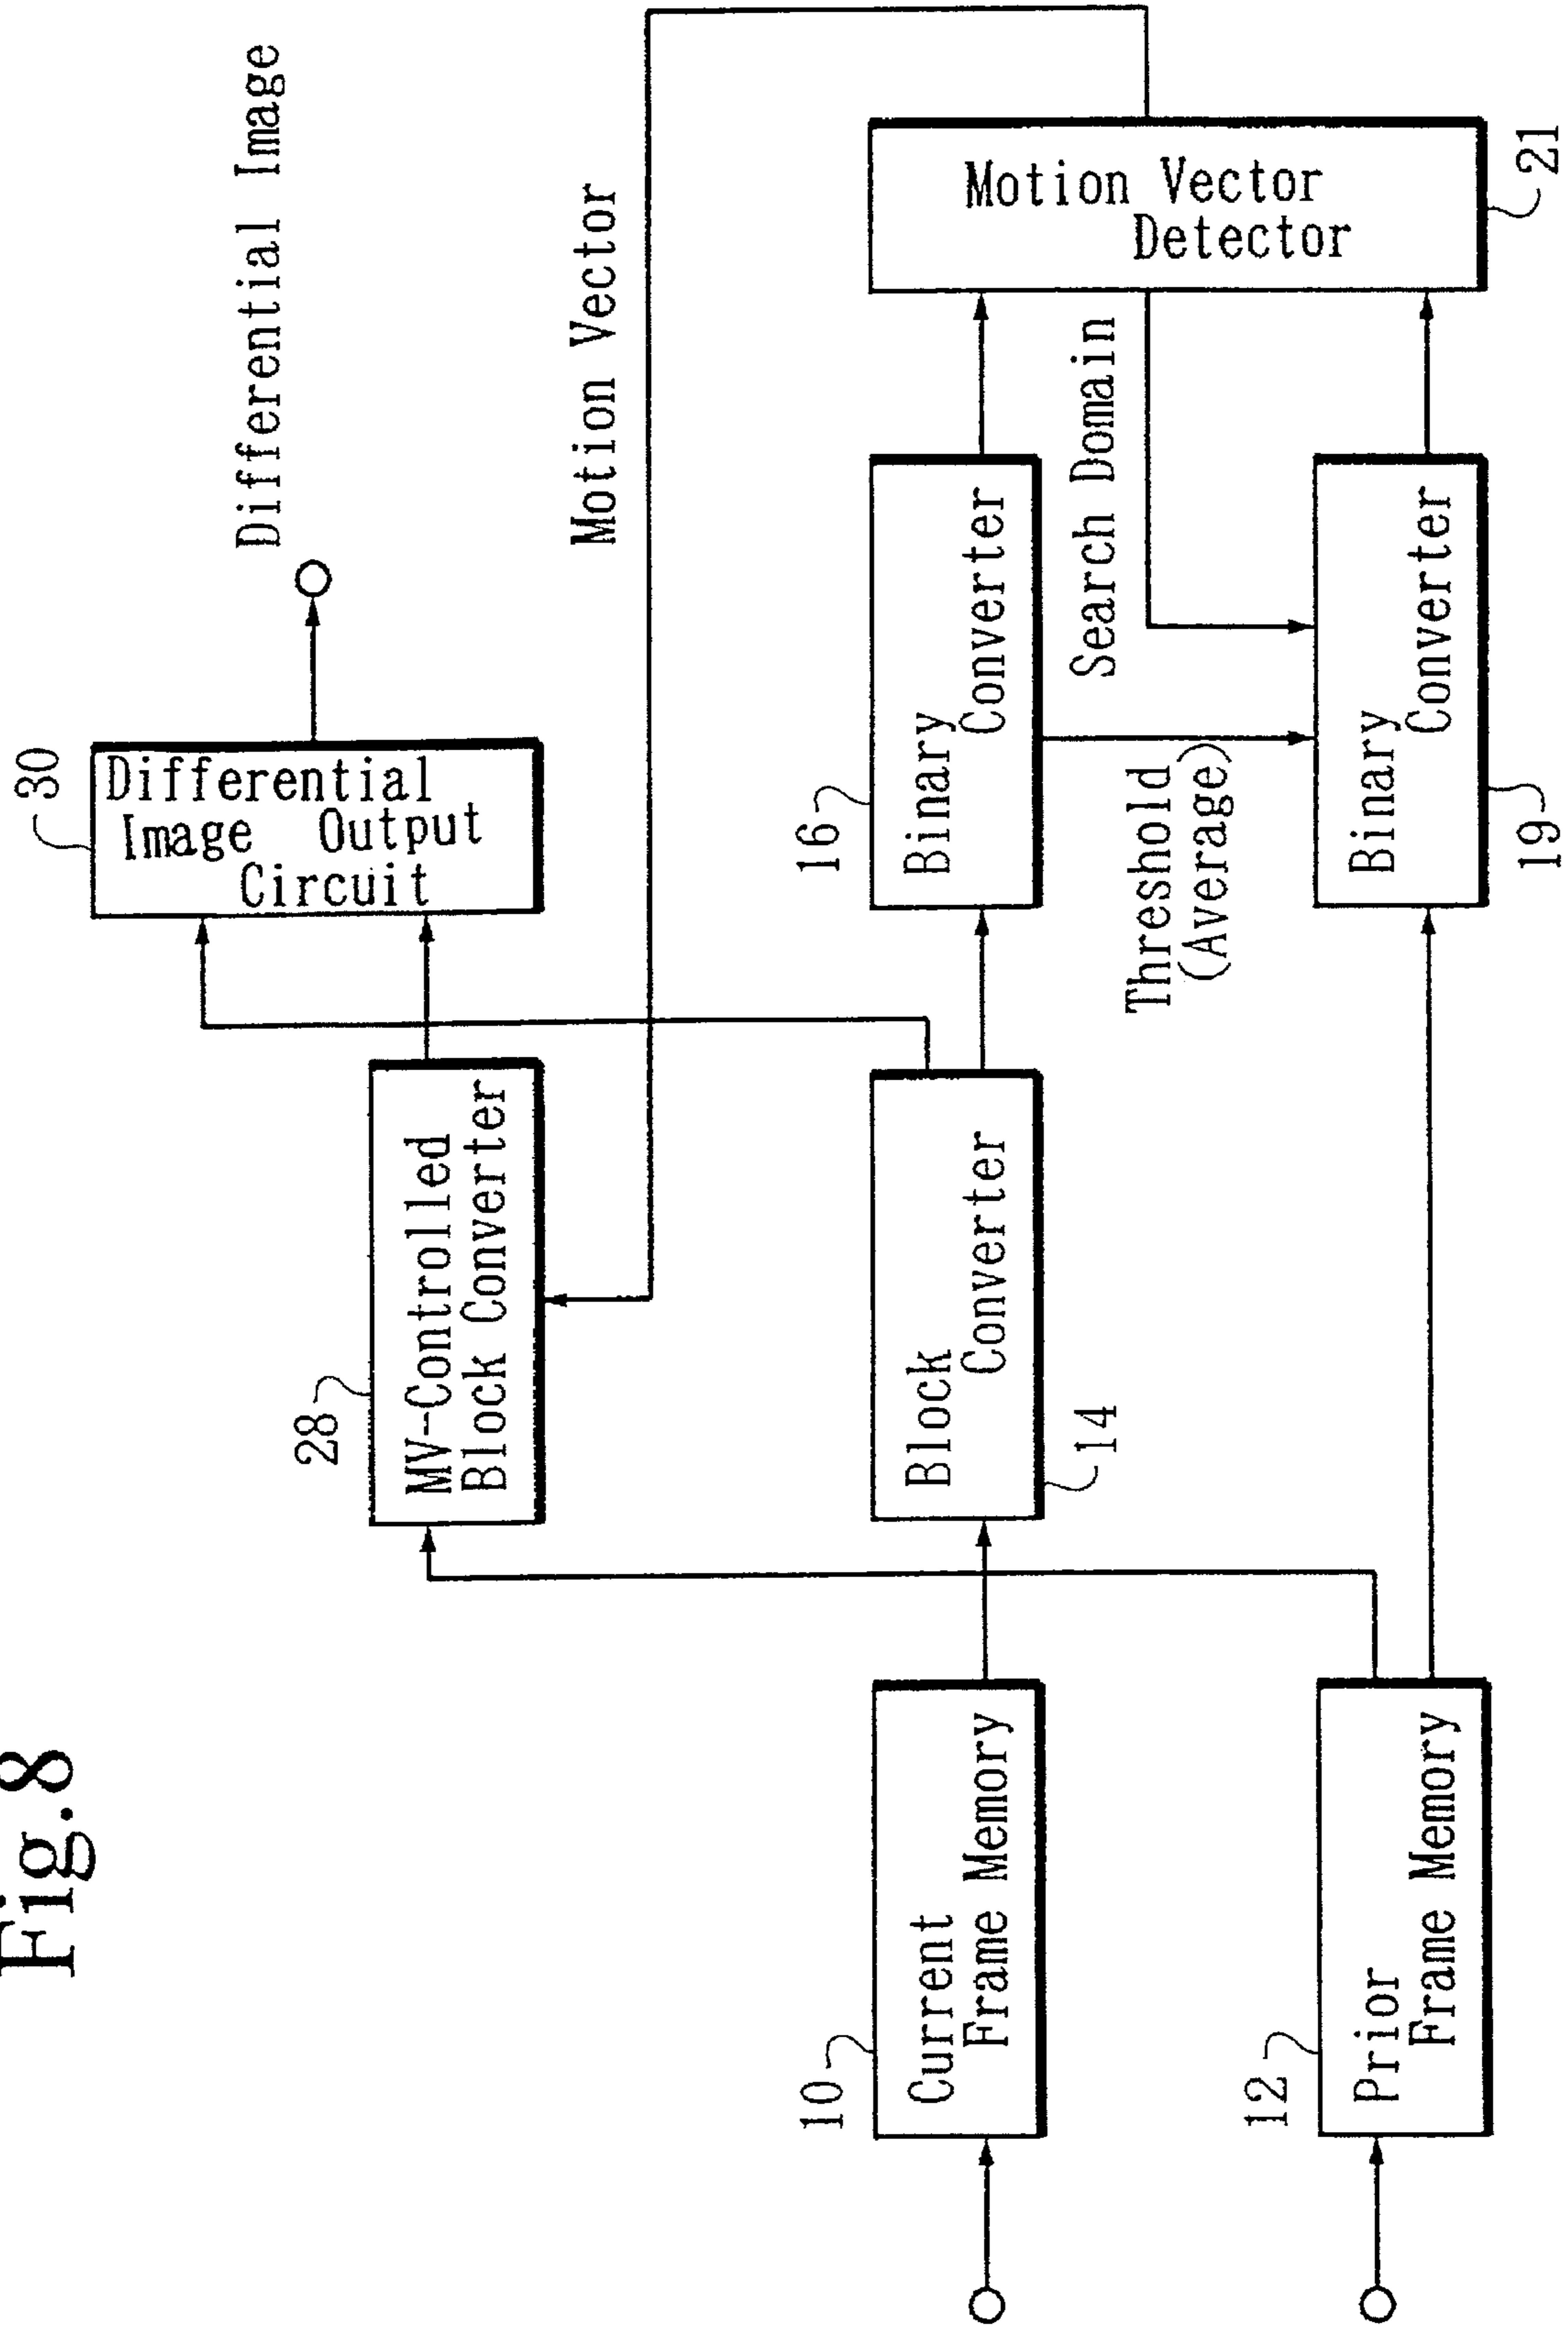 Fig.8
Differential Image
30
Differential
Image Output
Circuit
Motion Vector
28
MV-Controlled
Block Converter
10
Current
Frame Memory
Block
Converter
14
16
Binary
Converter
Search Domain
Motion Vector
Detector
21
Threshold
(Average)
12
Prior
Frame Memory
Binary
Converter
19